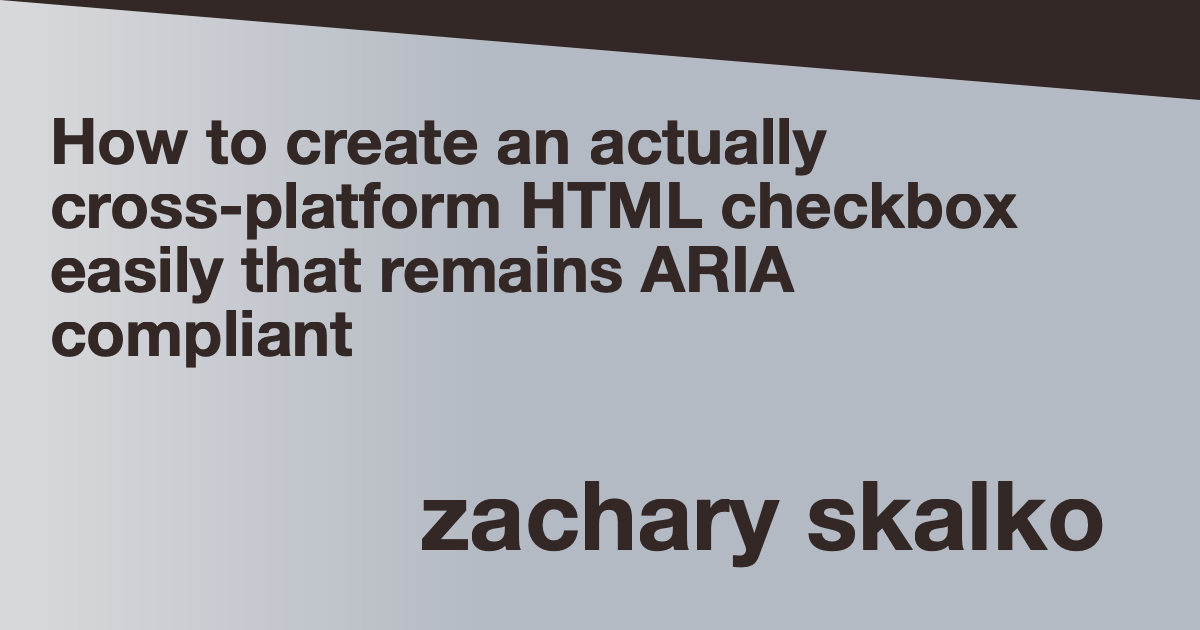 How to create an actually
cross-platform HTML checkbox
easily that remains ARIA
compliant
zachary skalko